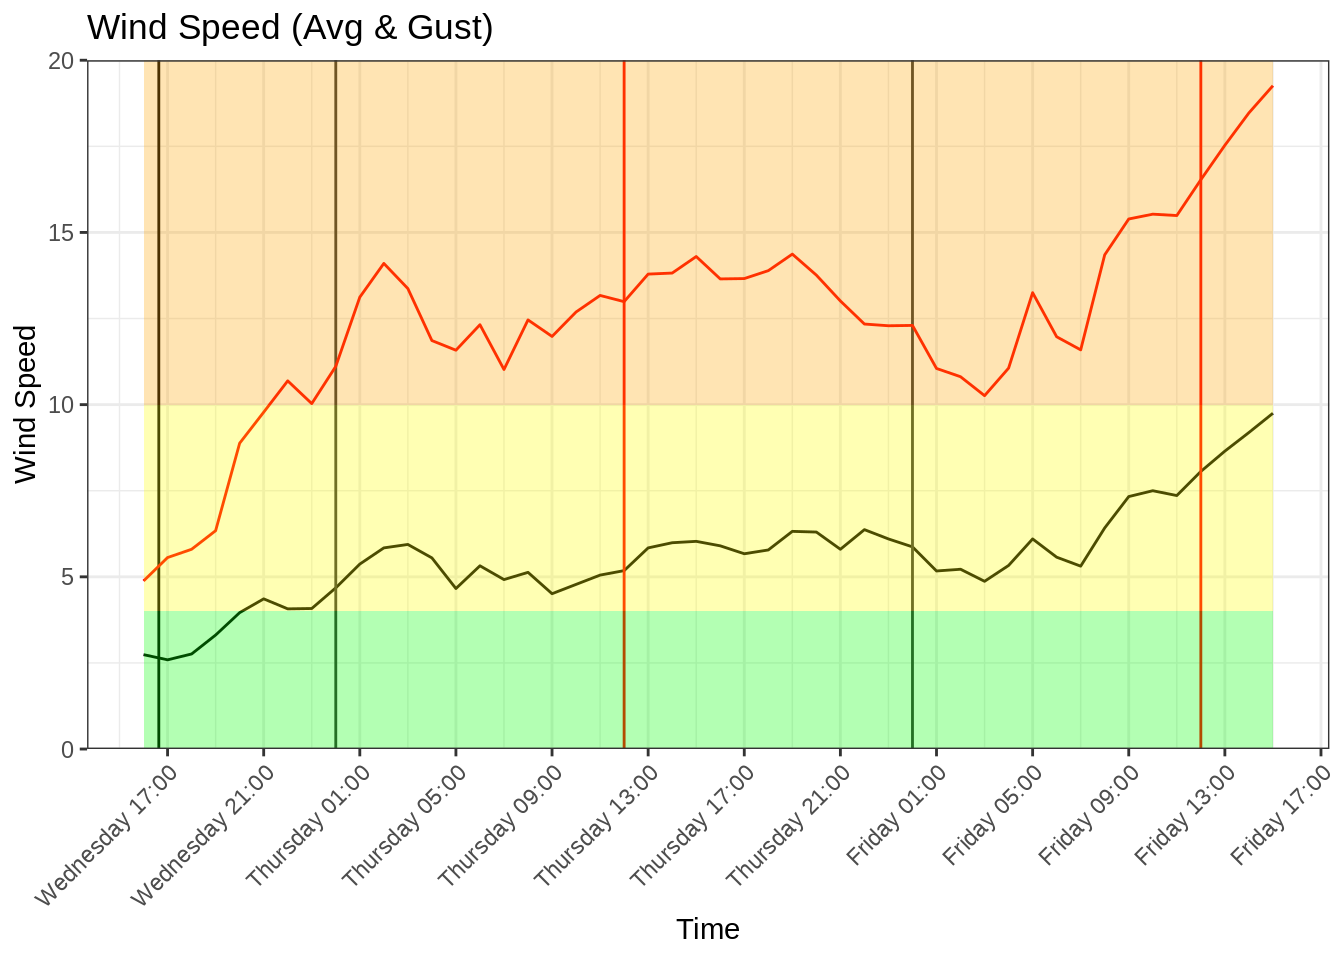 Wind Speed (Avg & Gust)
20
15
10
5
0
Wind Speed
Wednesday 17:00
Wednesday 21:00
Thursday 01:00
Thursday 05:00
Thursday 09:00
Thursday 13:00
Thursday 17:00
Thursday 21:00
Friday 01:00
Friday 05:00
Friday 09:00
Friday 13:00
Friday 17:00
Time